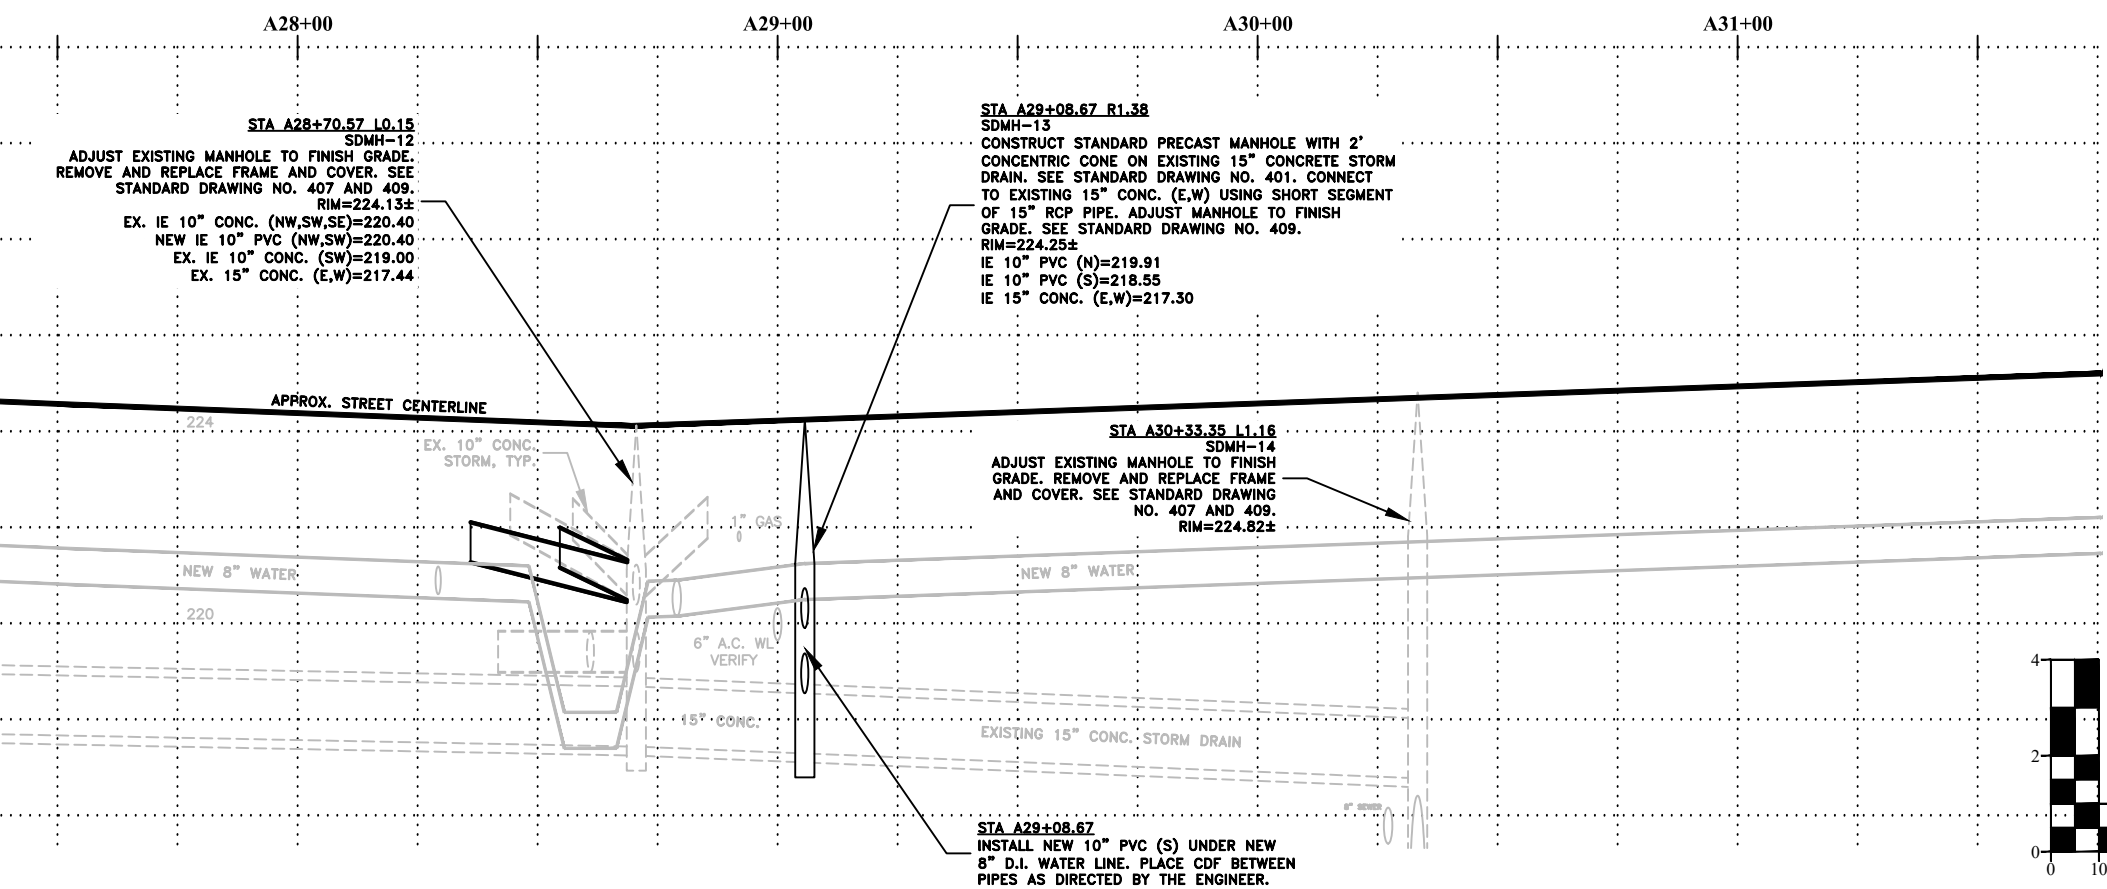 A28+00
A29+00
A30+00
A31+00
STA A28+70.57 L0.15
SDMH-12
ADJUST EXISTING MANHOLE TO FINISH GRADE.
REMOVE AND REPLACE FRAME AND COVER. SEE
STANDARD DRAWING NO. 407 AND 409.
RIM=224.13±
EX. IE 10" CONC. (NW,SW,SE)=220.40
NEW IE 10" PVC (NW,SW)=220.40
EX. IE 10" CONC. (SW)=219.00
EX. 15" CONC. (E,W)=217.44
STA A29+08.67 R1.38
SDMH-13
CONSTRUCT STANDARD PRECAST MANHOLE WITH 2'
CONCENTRIC CONE ON EXISTING 15" CONCRETE STORM
DRAIN. SEE STANDARD DRAWING NO. 401. CONNECT
TO EXISTING 15" CONC. (E,W) USING SHORT SEGMENT
OF 15" RCP PIPE. ADJUST MANHOLE TO FINISH
GRADE. SEE STANDARD DRAWING NO. 409.
RIM=224.25±
IE 10" PVC (N)=219.91
IE 10" PVC (S)=218.55
IE 15" CONC. (E,W)=217.30
APPROX. STREET CENTERLINE
224
EX. 10" CONC.
STORM, TYP.
STA A30+33.35 L1.16
SDMH-14
ADJUST EXISTING MANHOLE TO FINISH
GRADE. REMOVE AND REPLACE FRAME
AND COVER. SEE STANDARD DRAWING
NO. 407 AND 409.
RIM=224.82±
1" GAS
NEW 8" WATER
NEW 8" WATER
220
6" A.C. WL
VERIFY
15" CONC.
EXISTING 15" CONC. STORM DRAIN
8" SEWER
STA A29+08.67
INSTALL NEW 10" PVC (S) UNDER NEW
8" D.I. WATER LINE. PLACE CDF BETWEEN
PIPES AS DIRECTED BY THE ENGINEER.
4
2
0
0
10